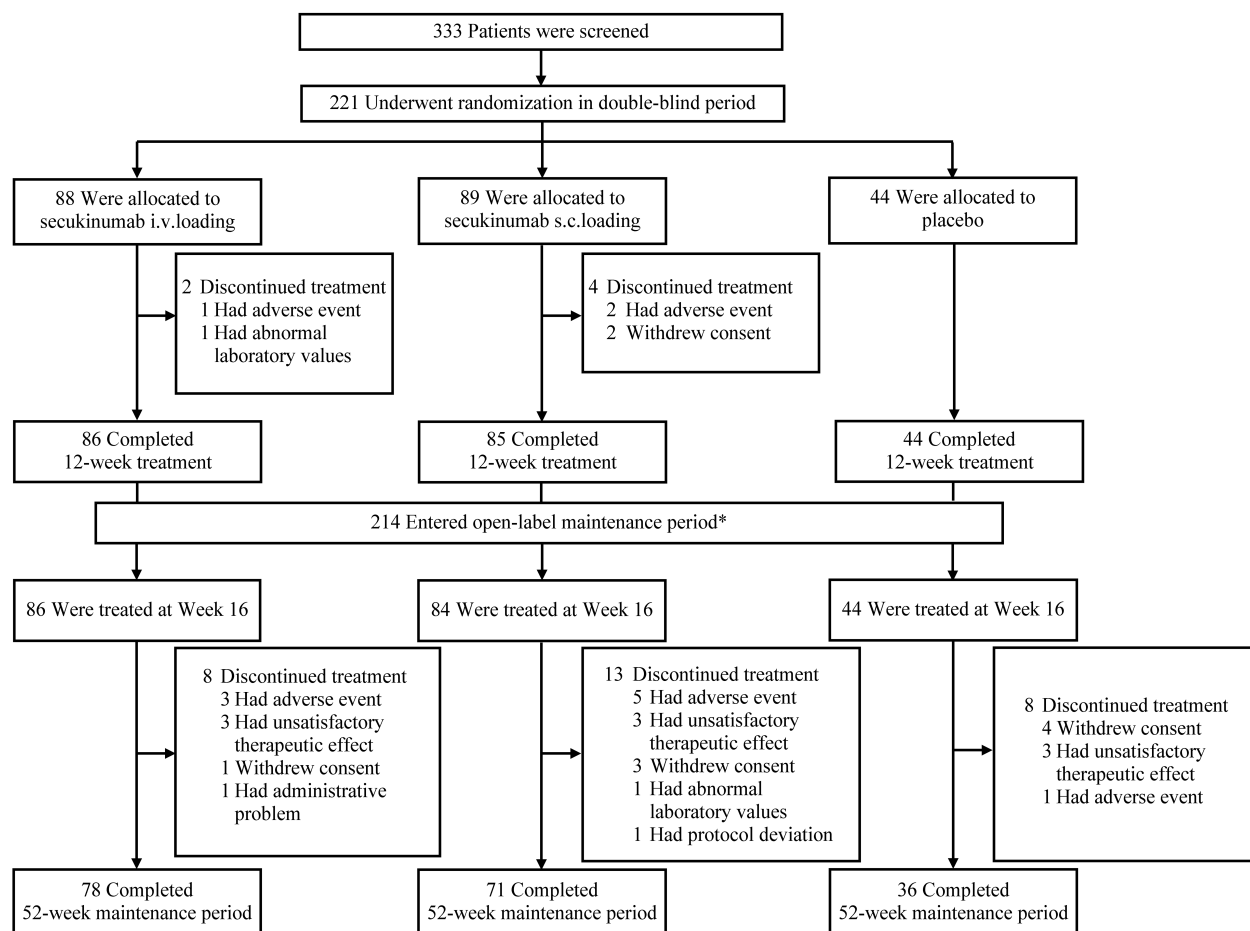 333 Patients were screened
221 Underwent randomization in double-blind period
88 Were allocated to
secukinumab i.v.loading
89 Were allocated to
secukinumab s.c.loading
44 Were allocated to
placebo
2 Discontinued treatment
1 Had adverse event
1 Had abnormal
laboratory values
4 Discontinued treatment
2 Had adverse event
2 Withdrew consent
86 Completed
12-week treatment
85 Completed
12-week treatment
44 Completed
12-week treatment
214 Entered open-label maintenance period*
86 Were treated at Week 16
84 Were treated at Week 16
44 Were treated at Week 16
8 Discontinued treatment
3 Had adverse event
3 Had unsatisfactory
therapeutic effect
1 Withdrew consent
1 Had administrative
problem
13 Discontinued treatment
5 Had adverse event
3 Had unsatisfactory
therapeutic effect
3 Withdrew consent
1 Had abnormal
laboratory values
1 Had protocol deviation
8 Discontinued treatment
4 Withdrew consent
3 Had unsatisfactory
therapeutic effect
1 Had adverse event
78 Completed
52-week maintenance period
71 Completed
52-week maintenance period
36 Completed
52-week maintenance period